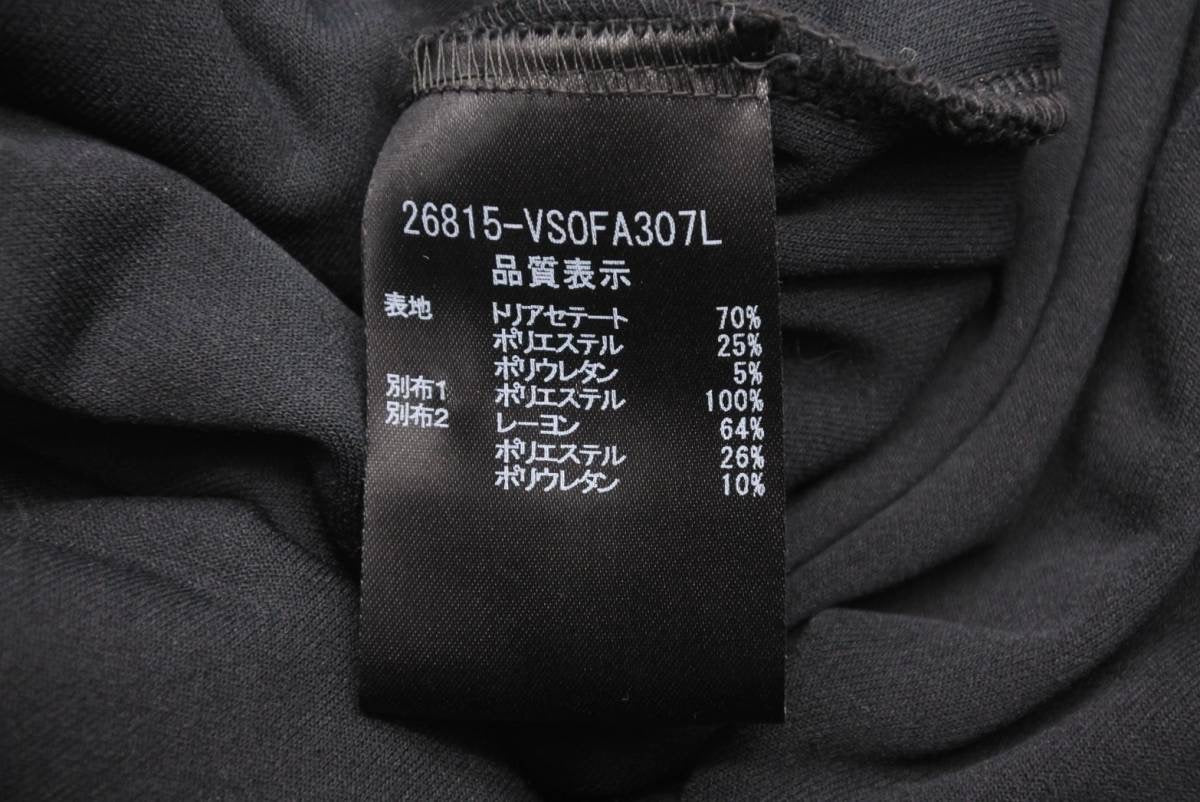 26815-VSOFA307L
品質表示
表地 トリアセテート 70%
ポリエステル 25%
ポリウレタン 5%
別布1 ポリエステル 100%
別布2 レーヨン 64%
ポリエステル 26%
ポリウレタン 10%